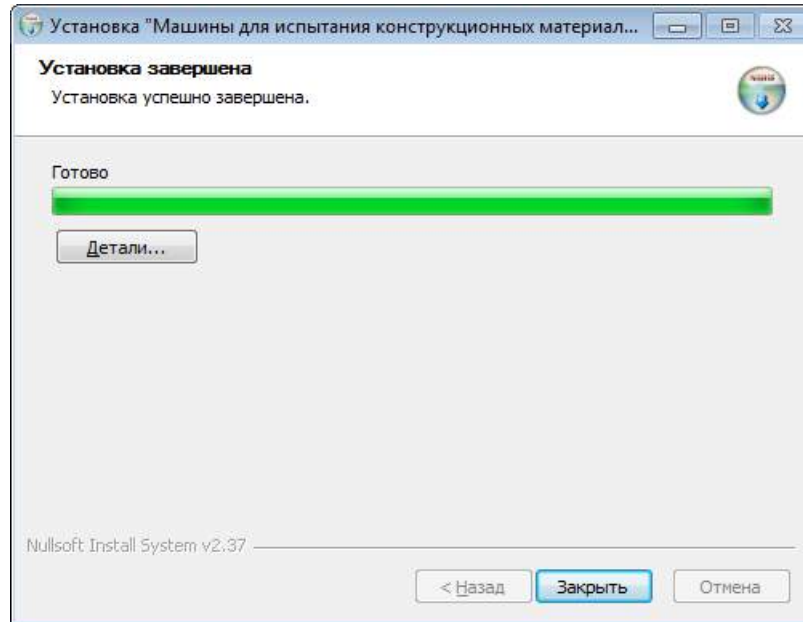 Установка "Машины для испытания конструкционных материал...
Установка завершена
Установка успешно завершена.
Готово
Детали...
Nullsoft Install System v2.37
< Назад
Закрыть
Отмена